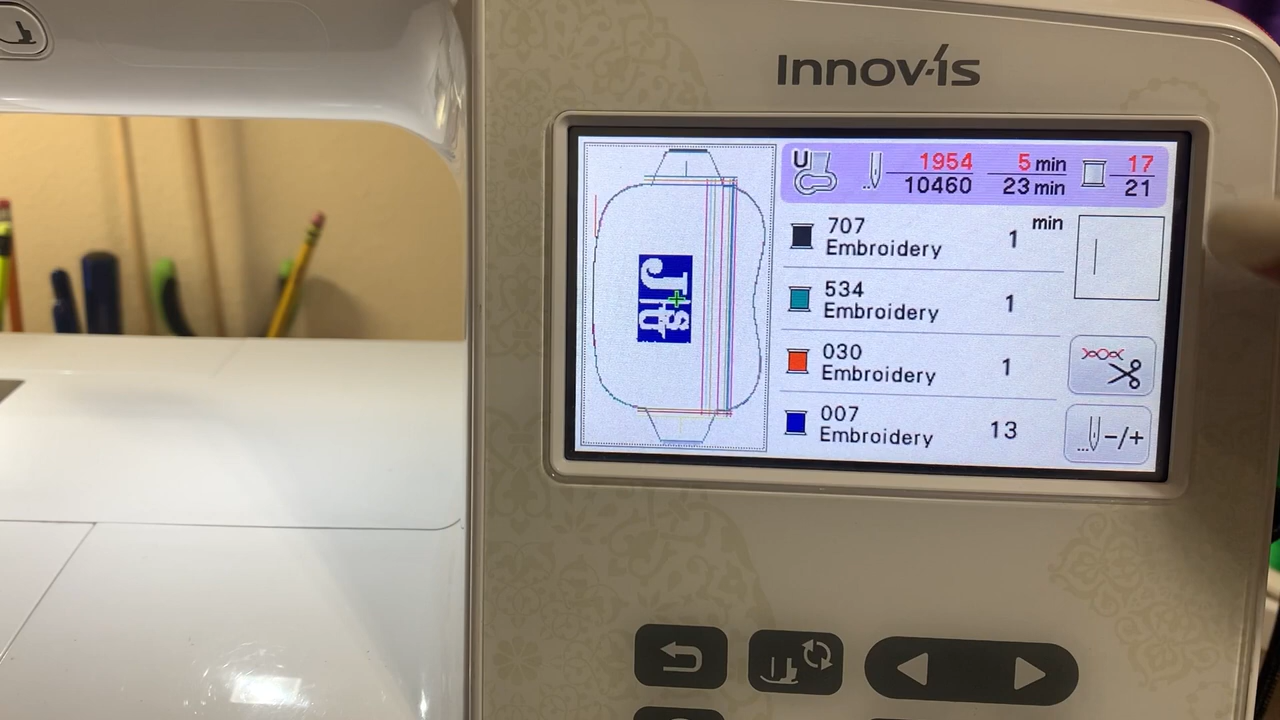 Innov-ís
U
1954
10460
5 min
23 min
17
21
min
707
Embroidery
1
534
Embroidery
1
030
Embroidery
1
007
Embroidery
13
-/+